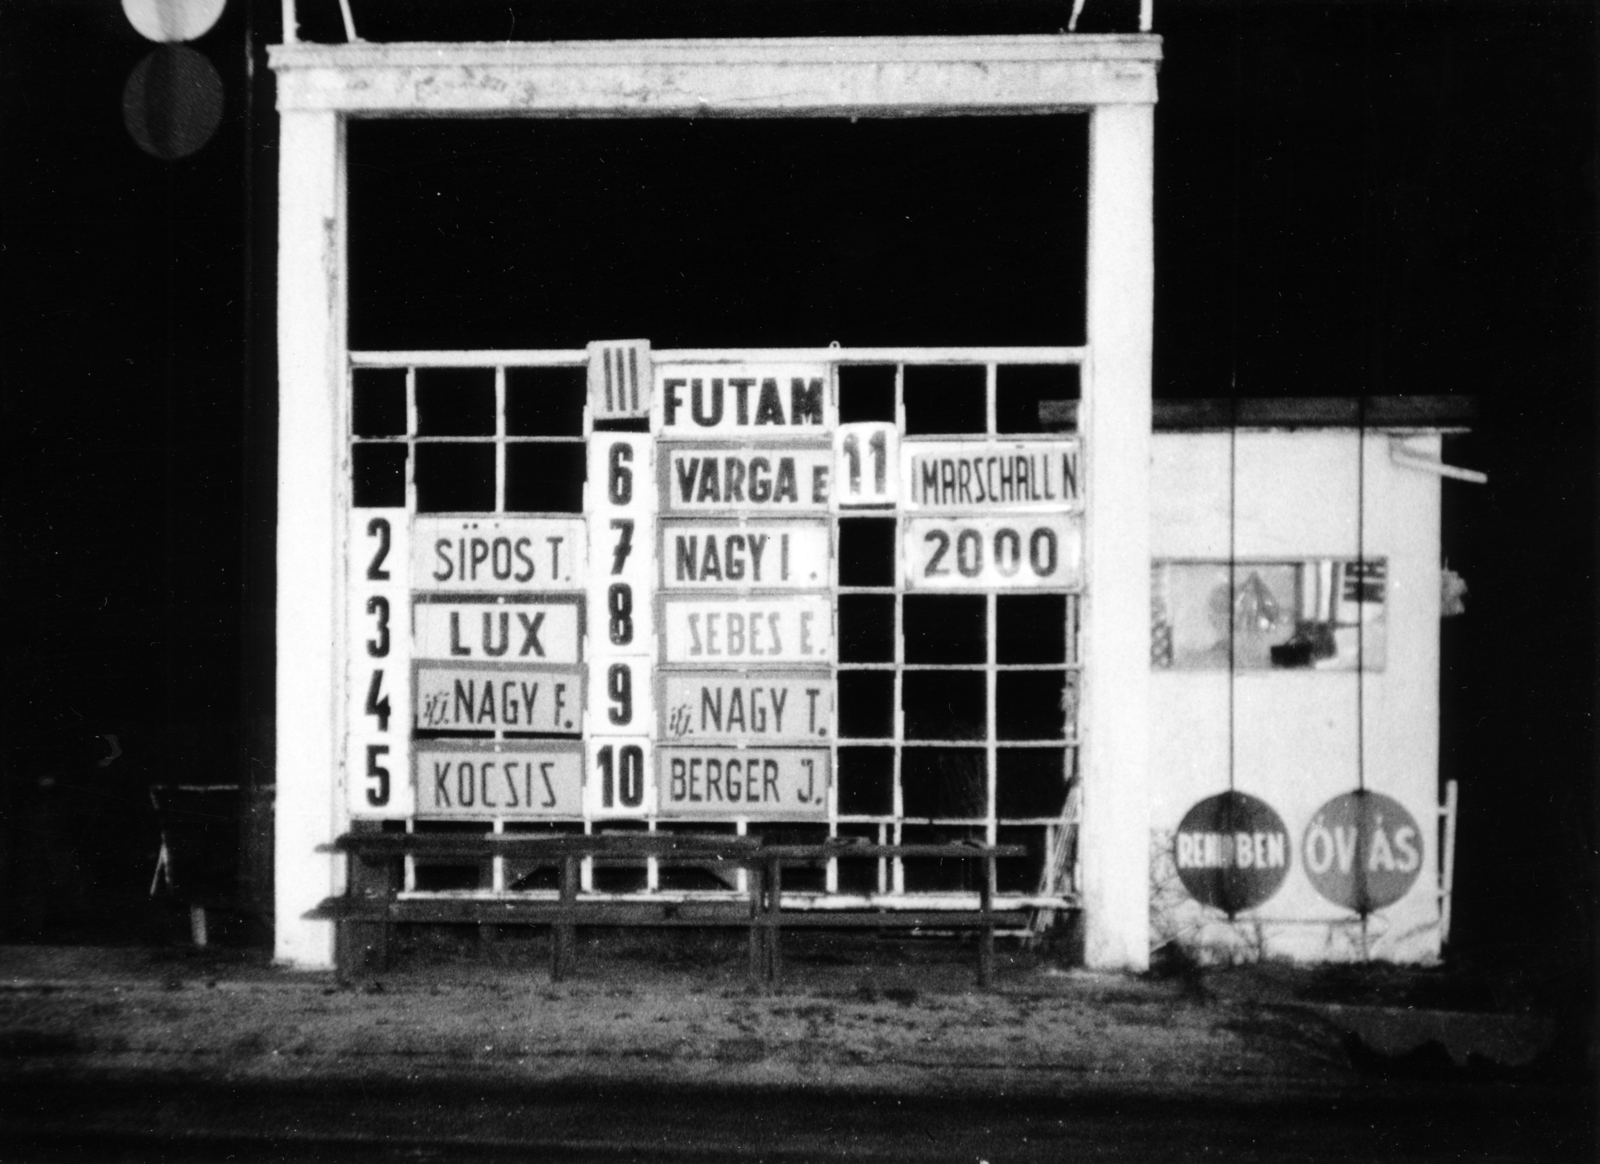 III FUTAM
2 SIPOS T.
3 LUX
4 ifj. NAGY F.
5 KOCSIS
6 VARGA E
7 NAGY I.
8 SEBES E.
9 ifj. NAGY T.
10 BERGER J.
11 MARSCHALL N
2000
RENDBEN
ÓVÁS